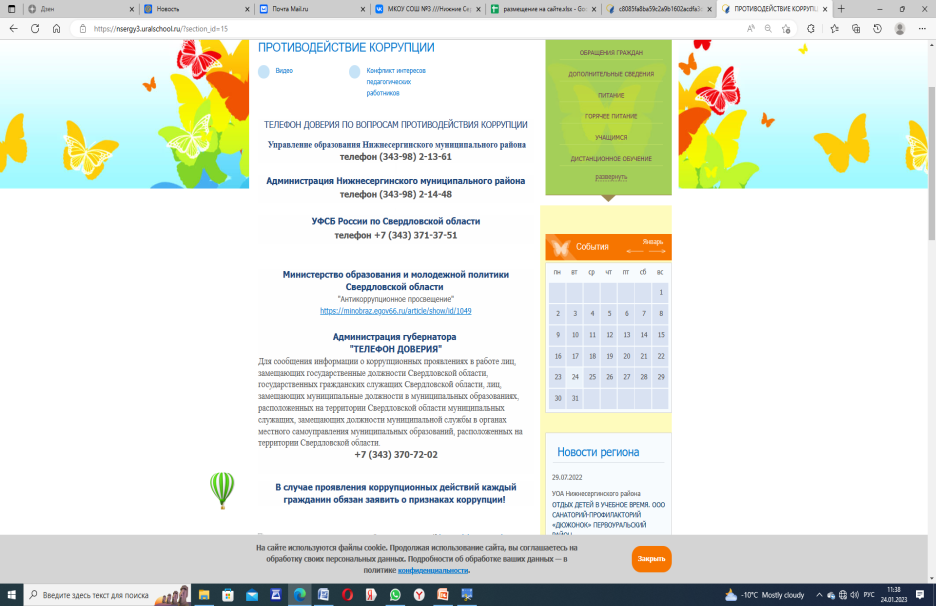 Дзен
Новость
Почта Mail.ru
МКОУ СОШ №3 ///Нижние Сер
размещение на сайте.xlsx - Go
c8085fa8ba59c2a9b1602acdfa3
ПРОТИВОДЕЙСТВИЕ КОРРУПЦ
https://nsergy3.uralschool.ru/?section_id=15
ПРОТИВОДЕЙСТВИЕ КОРРУПЦИИ
Видео
Конфликт интересов
педагогических
работников
ТЕЛЕФОН ДОВЕРИЯ ПО ВОПРОСАМ ПРОТИВОДЕЙСТВИЯ КОРРУПЦИИ
Управление образования Нижнесергинского муниципального района
телефон (343-98) 2-13-61
Администрация Нижнесергинского муниципального района
телефон (343-98) 2-14-48
УФСБ России по Свердловской области
телефон +7 (343) 371-37-51
Министерство образования и молодежной политики
Свердловской области
"Антикоррупционное просвещение"
https://minobraz.egov66.ru/article/show/id/1049
Администрация губернатора
"ТЕЛЕФОН ДОВЕРИЯ"
Для сообщения информации о коррупционных проявлениях в работе лиц,
замещающих государственные должности Свердловской области,
государственных гражданских служащих Свердловской области, лиц,
замещающих муниципальные должности в муниципальных образованиях,
расположенных на территории Свердловской области муниципальных
служащих, замещающих должности муниципальной службы в органах
местного самоуправления муниципальных образований, расположенных на
территории Свердловской области.
+7 (343) 370-72-02
В случае проявления коррупционных действий каждый
гражданин обязан заявить о признаках коррупции!
ОБРАЩЕНИЯ ГРАЖДАН
ДОПОЛНИТЕЛЬНЫЕ СВЕДЕНИЯ
ПИТАНИЕ
ГОРЯЧЕЕ ПИТАНИЕ
УЧАЩИМСЯ
ДИСТАНЦИОННОЕ ОБУЧЕНИЕ
развернуть
События
Январь
пн вт ср чт пт сб вс
1
2 3 4 5 6 7 8
9 10 11 12 13 14 15
16 17 18 19 20 21 22
23 24 25 26 27 28 29
30 31
Новости региона
29.07.2022
УОА Нижнесергинского района
ОТДЫХ ДЕТЕЙ В УЧЕБНОЕ ВРЕМЯ. ООО
САНАТОРИЙ-ПРОФИЛАКТОРИЙ
«ДЮЖОНОК» ПЕРВОУРАЛЬСКИЙ
На сайте используются файлы cookie. Продолжая использование сайта, вы соглашаетесь на
обработку своих персональных данных. Подробности об обработке ваших данных — в
политике конфиденциальности.
Закрыть
Введите здесь текст для поиска
-10°C Mostly cloudy
РУС
11:38
24.01.2023